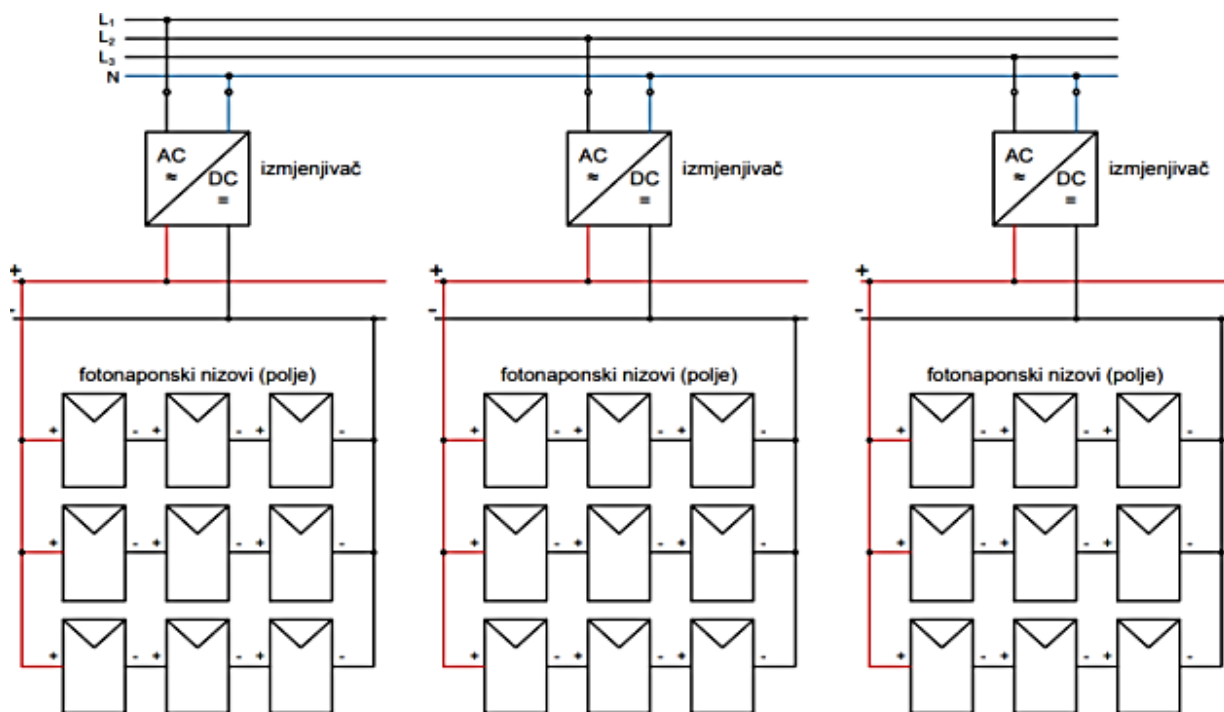 L₁
L₂
L₃
N
AC
≈
DC
=
izmjenjivač
AC
≈
DC
=
izmjenjivač
AC
≈
DC
=
izmjenjivač
+ + +
- - -
fotonaponski nizovi (polje) fotonaponski nizovi (polje) fotonaponski nizovi (polje)
+ - + - + - + - + - + - + - + - + -
+ - + - + - + - + - + - + - + - + -
+ - + - + - + - + - + - + - + - + -